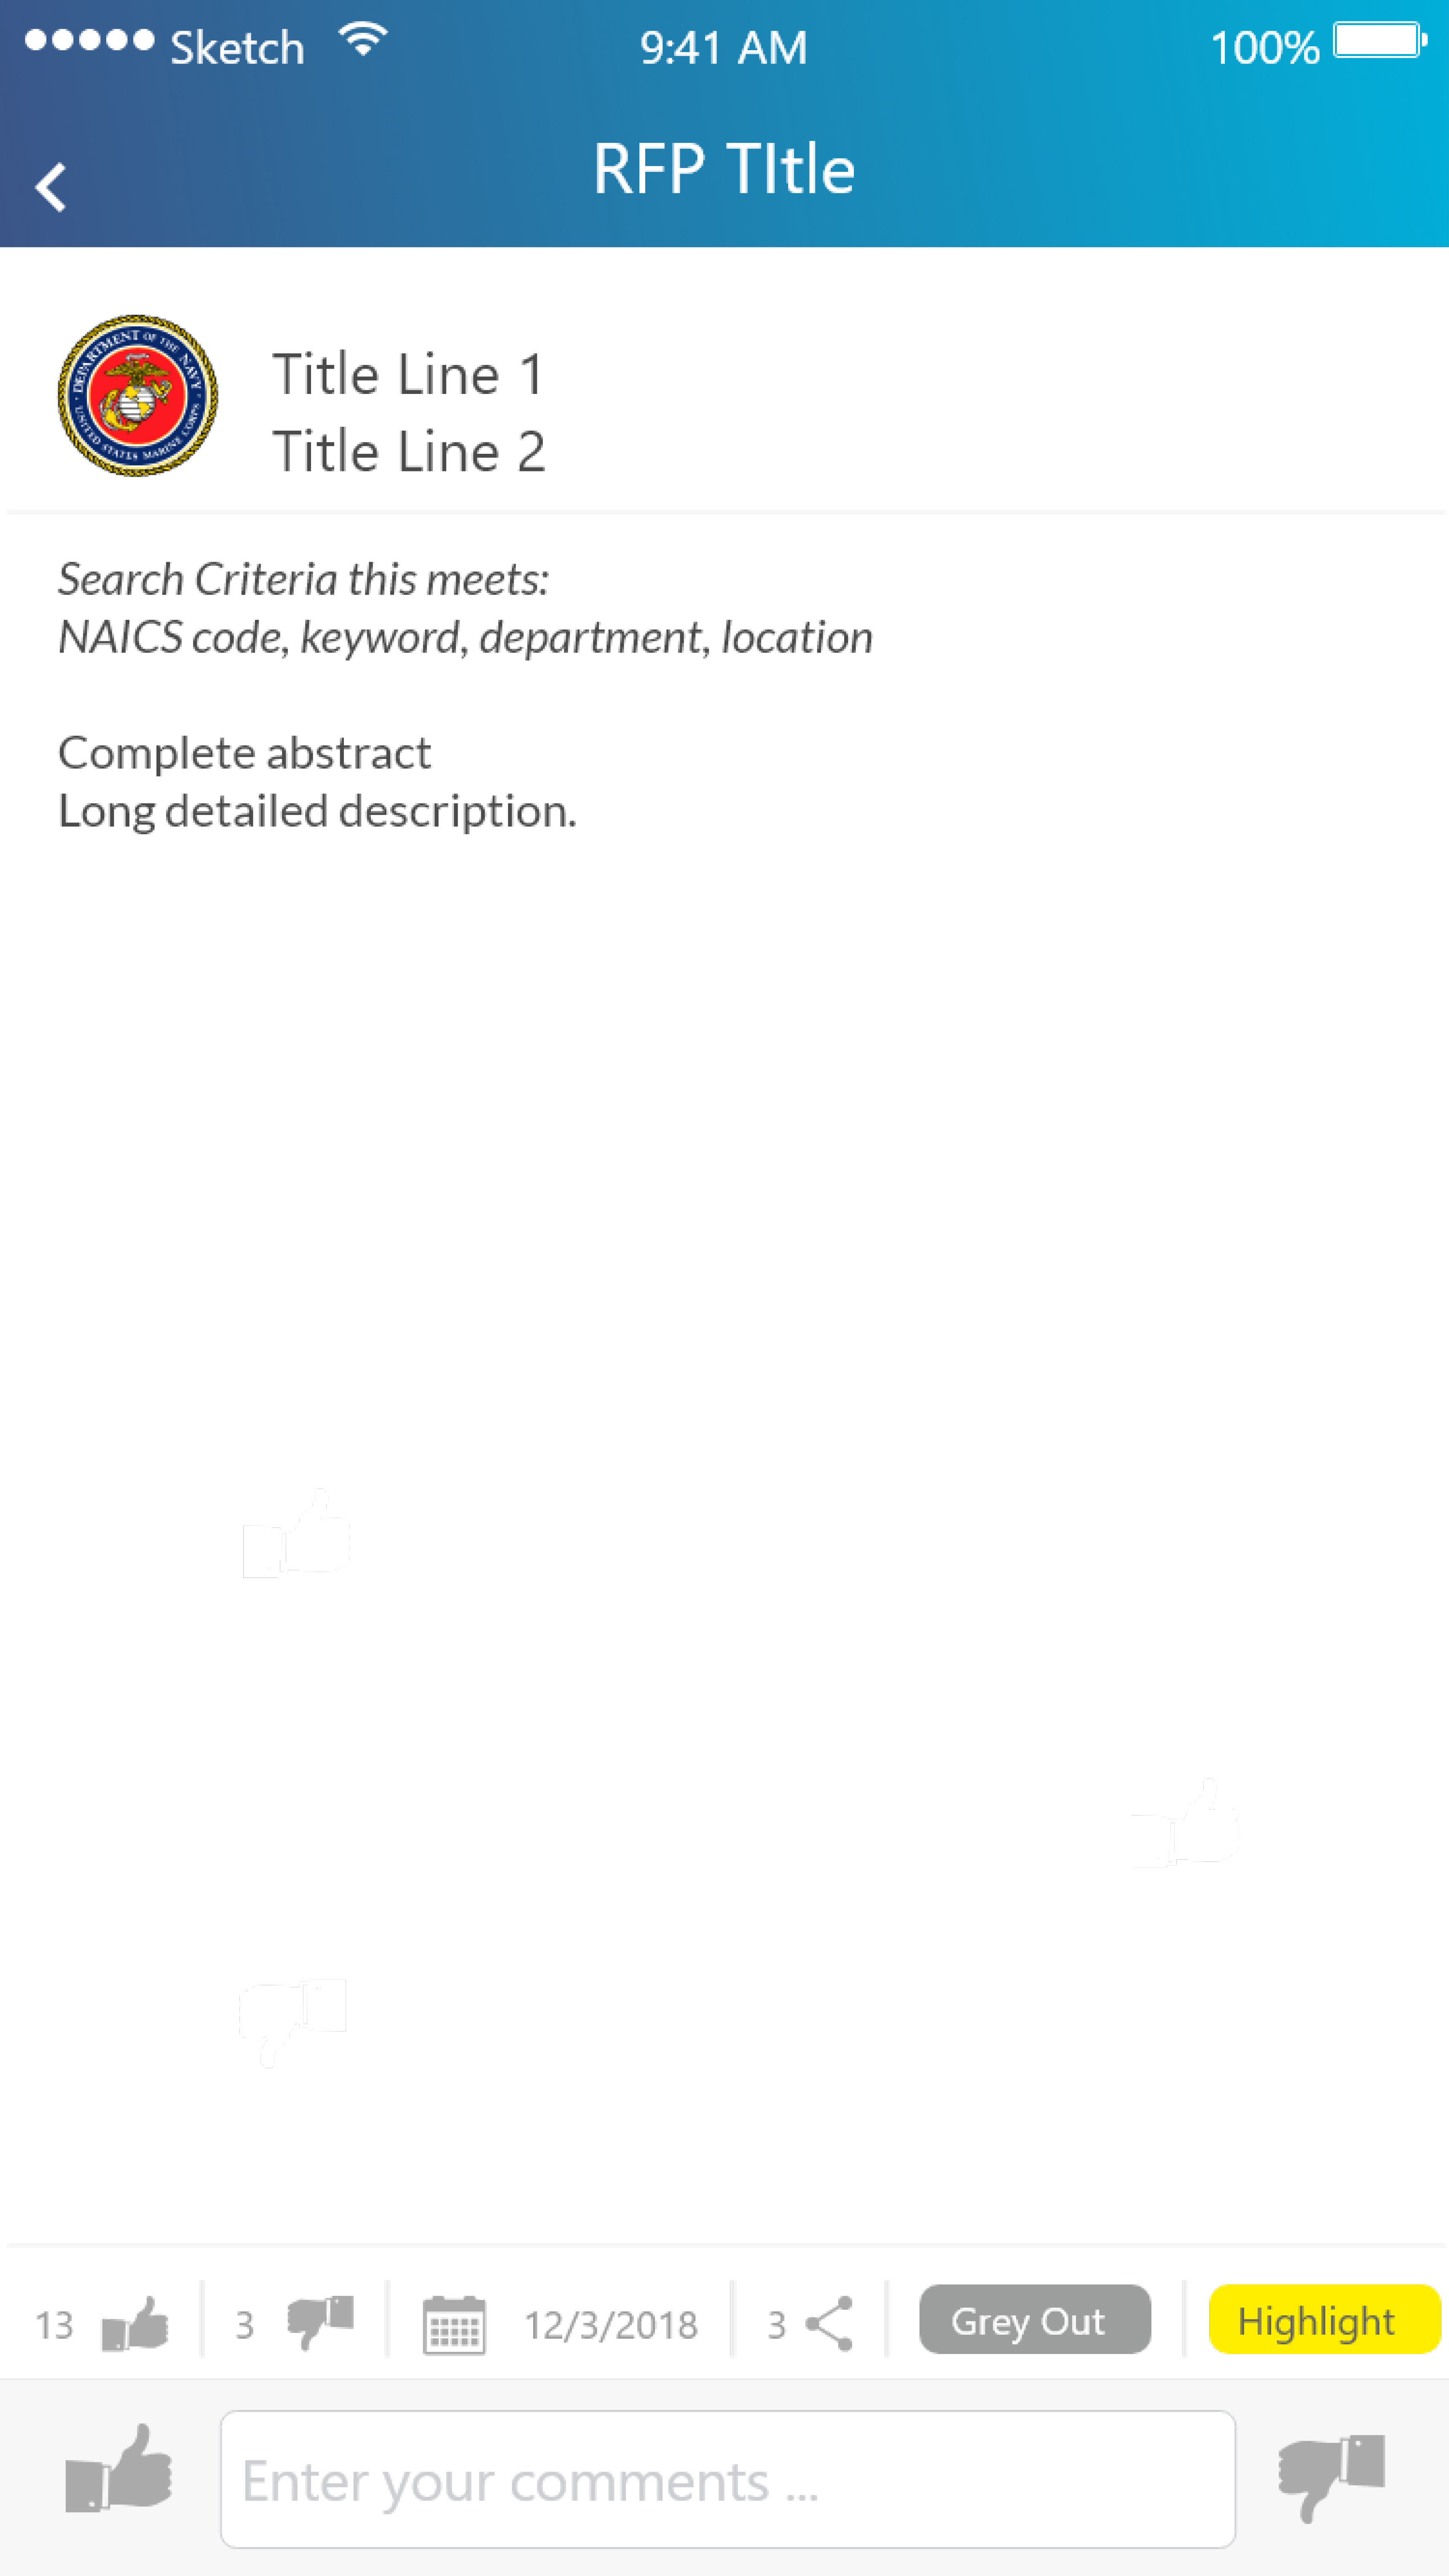 Sketch 9:41 AM 100%
RFP TItle
DEPARTMENT OF THE NAVY
UNITED STATES MARINE CORPS
Title Line 1
Title Line 2
Search Criteria this meets:
NAICS code, keyword, department, location
Complete abstract
Long detailed description.
13 3 12/3/2018 3 Grey Out Highlight
Enter your comments ...